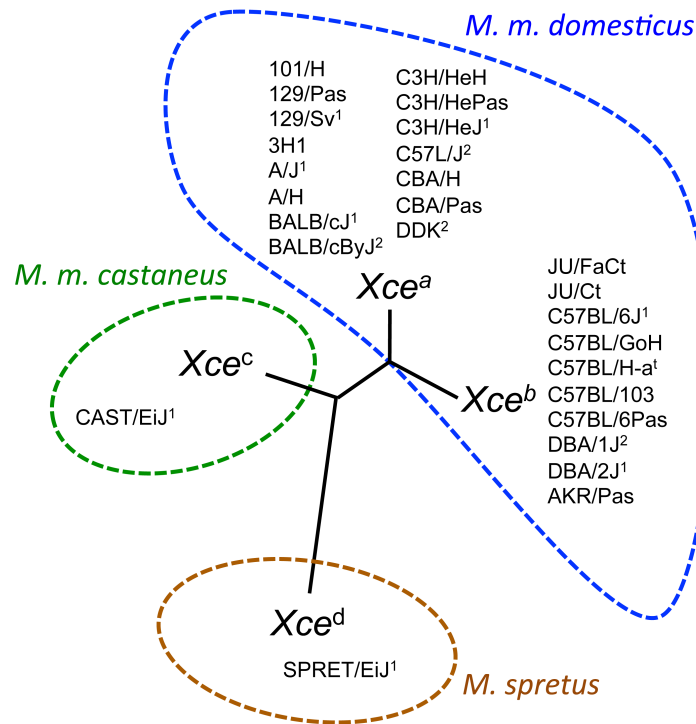 M. m. domesticus
101/H
129/Pas
129/Sv¹
3H1
A/J¹
A/H
BALB/cJ¹
BALB/cByJ²
C3H/HeH
C3H/HePas
C3H/HeJ¹
C57L/J²
CBA/H
CBA/Pas
DDK²
M. m. castaneus
Xceᵃ
JU/FaCt
JU/Ct
C57BL/6J¹
C57BL/GoH
C57BL/H-aᵗ
C57BL/103
C57BL/6Pas
DBA/1J²
DBA/2J¹
AKR/Pas
Xceᶜ
Xceᵇ
CAST/EiJ¹
Xceᵈ
SPRET/EiJ¹
M. spretus